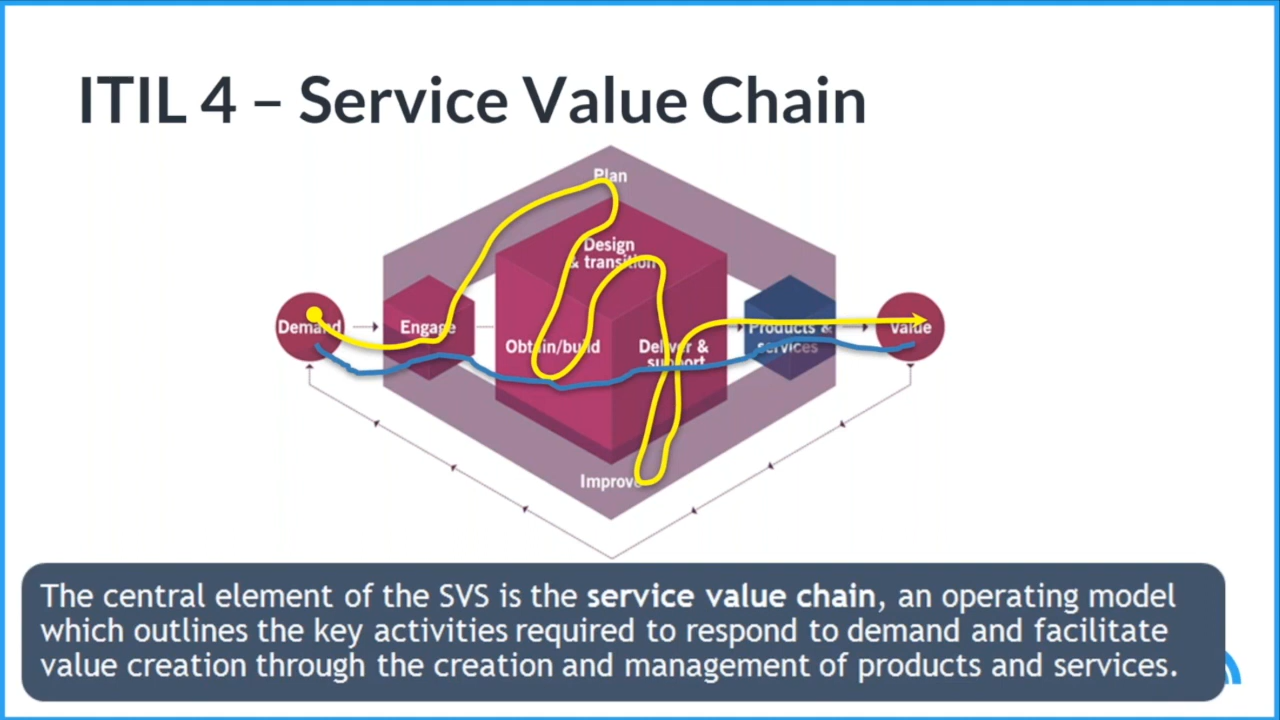 ITIL 4 – Service Value Chain
Plan
Design
& transition
Demand
Engage
Obtain/build
Deliver &
support
Products &
services
Value
Improve
The central element of the SVS is the service value chain, an operating model
which outlines the key activities required to respond to demand and facilitate
value creation through the creation and management of products and services.